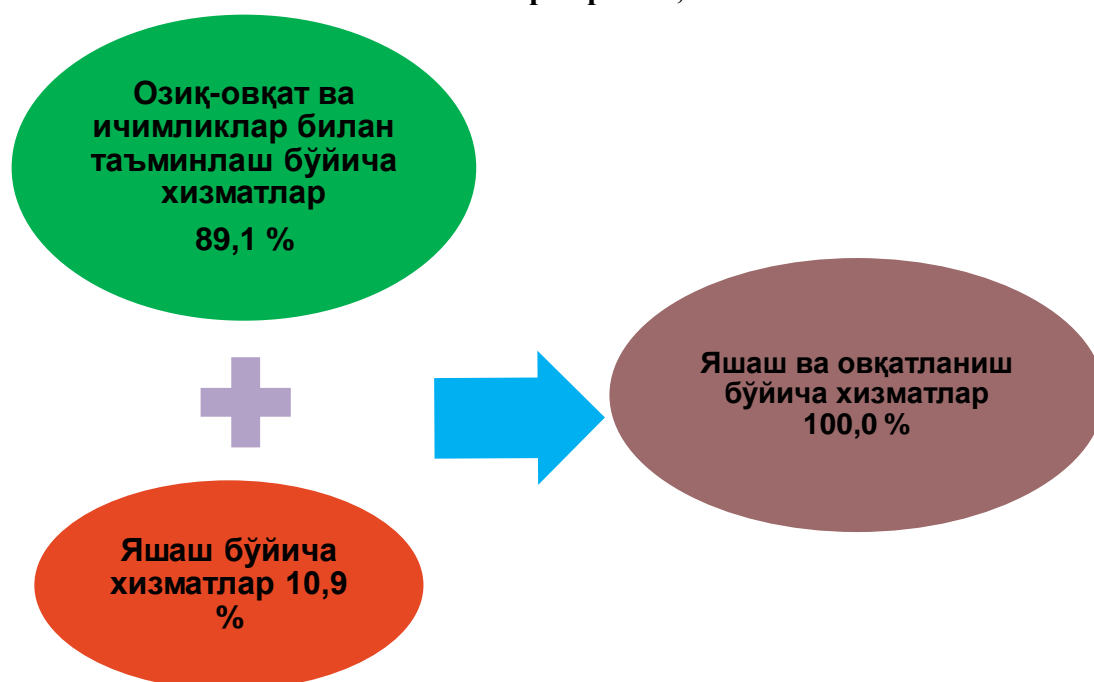 Озиқ-овқат ва
ичимликлар билан
таъминлаш бўйича
хизматлар
89,1 %
Яшаш ва овқатланиш
бўйича хизматлар
100,0 %
Яшаш бўйича
хизматлар 10,9
%